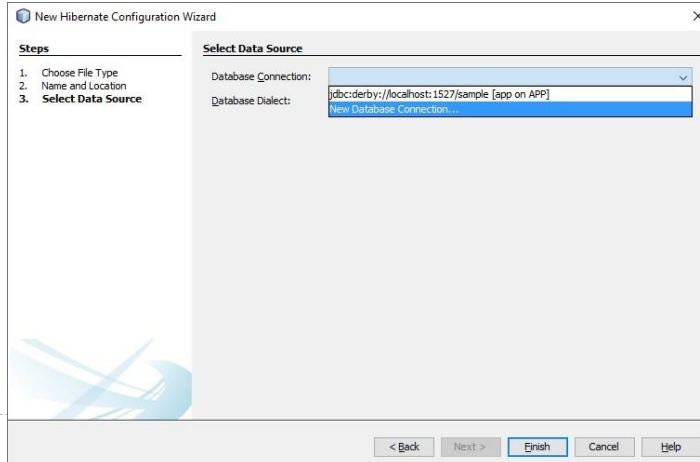 New Hibernate Configuration Wizard
Steps
1. Choose File Type
2. Name and Location
3. Select Data Source
Select Data Source
Database Connection:
jdbc:derby://localhost:1527/sample [app on APP]
New Database Connection...
Database Dialect:
< Back Next > Finish Cancel Help